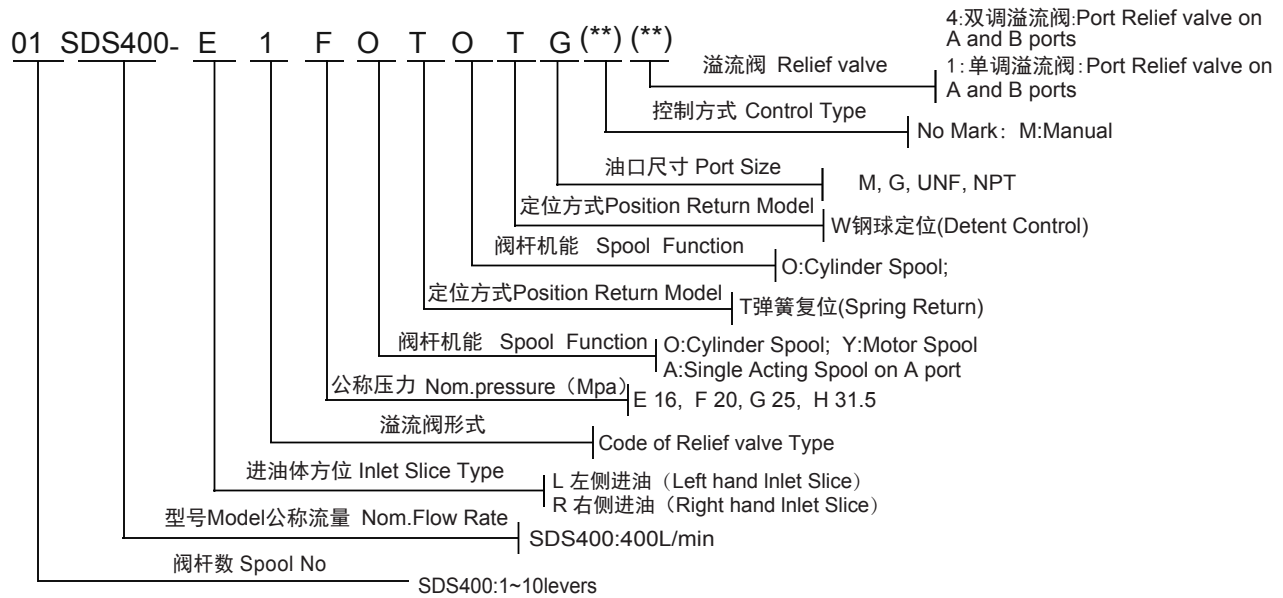 4:双调溢流阀:Port Relief valve on
A and B ports
01 SDS400- E 1 F O T O T G (**) (**)
溢流阀 Relief valve
1:单调溢流阀:Port Relief valve on
A and B ports
控制方式 Control Type
No Mark: M:Manual
油口尺寸 Port Size
M, G, UNF, NPT
定位方式Position Return Model
W钢球定位(Detent Control)
阀杆机能 Spool Function
O:Cylinder Spool;
定位方式Position Return Model
T弹簧复位(Spring Return)
阀杆机能 Spool Function
O:Cylinder Spool; Y:Motor Spool
A:Single Acting Spool on A port
公称压力 Nom.pressure(Mpa)
E 16, F 20, G 25, H 31.5
溢流阀形式
Code of Relief valve Type
进油体方位 Inlet Slice Type
L 左侧进油(Left hand Inlet Slice)
R 右侧进油(Right hand Inlet Slice)
型号Model公称流量 Nom.Flow Rate
SDS400:400L/min
阀杆数 Spool No
SDS400:1~10levers